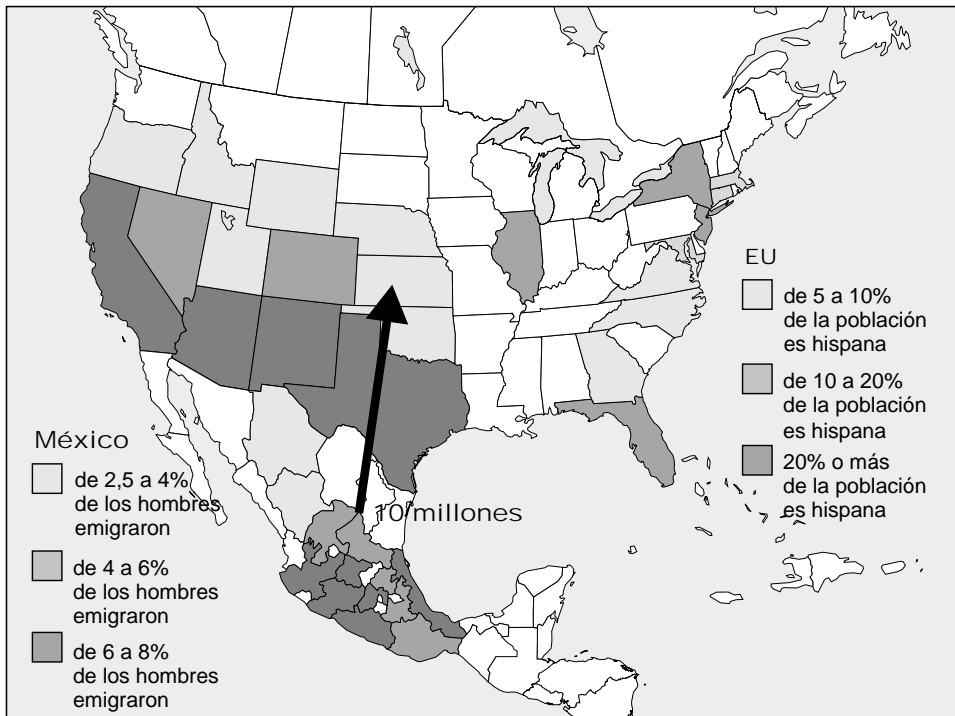 México
de 2,5 a 4%
de los hombres
emigraron
de 4 a 6%
de los hombres
emigraron
de 6 a 8%
de los hombres
emigraron
10 millones
EU
de 5 a 10%
de la población
es hispana
de 10 a 20%
de la población
es hispana
20% o más
de la población
es hispana